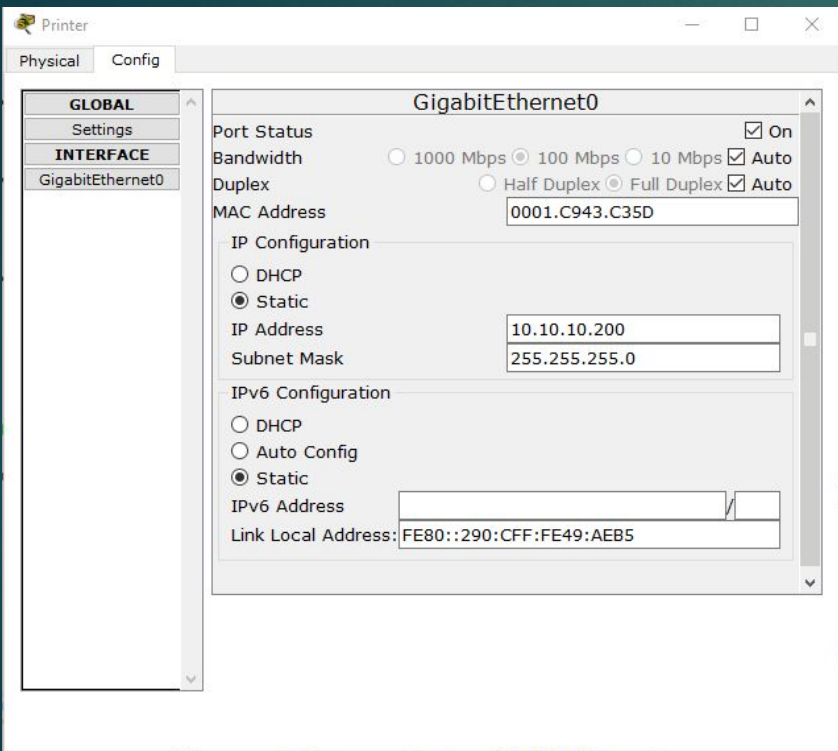 Printer
Physical Config
GLOBAL
Settings
INTERFACE
GigabitEthernet0
GigabitEthernet0
Port Status On
Bandwidth 1000 Mbps 100 Mbps 10 Mbps Auto
Duplex Half Duplex Full Duplex Auto
MAC Address 0001.C943.C35D
IP Configuration
DHCP
Static
IP Address 10.10.10.200
Subnet Mask 255.255.255.0
IPv6 Configuration
DHCP
Auto Config
Static
IPv6 Address /
Link Local Address: FE80::290:CFF:FE49:AEB5